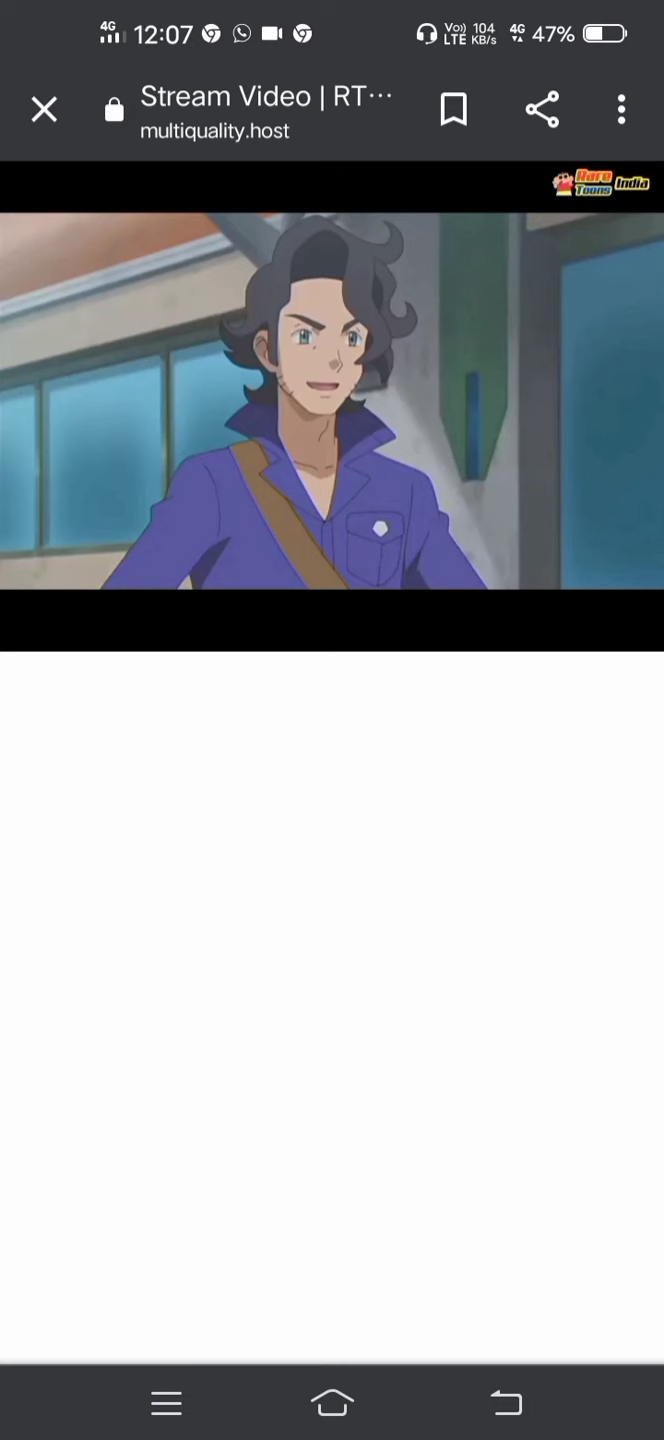 4G 12:07 Vo)) LTE 104 KB/s 4G 47%
Stream Video | RT...
multiquality.host
Rare Toons India